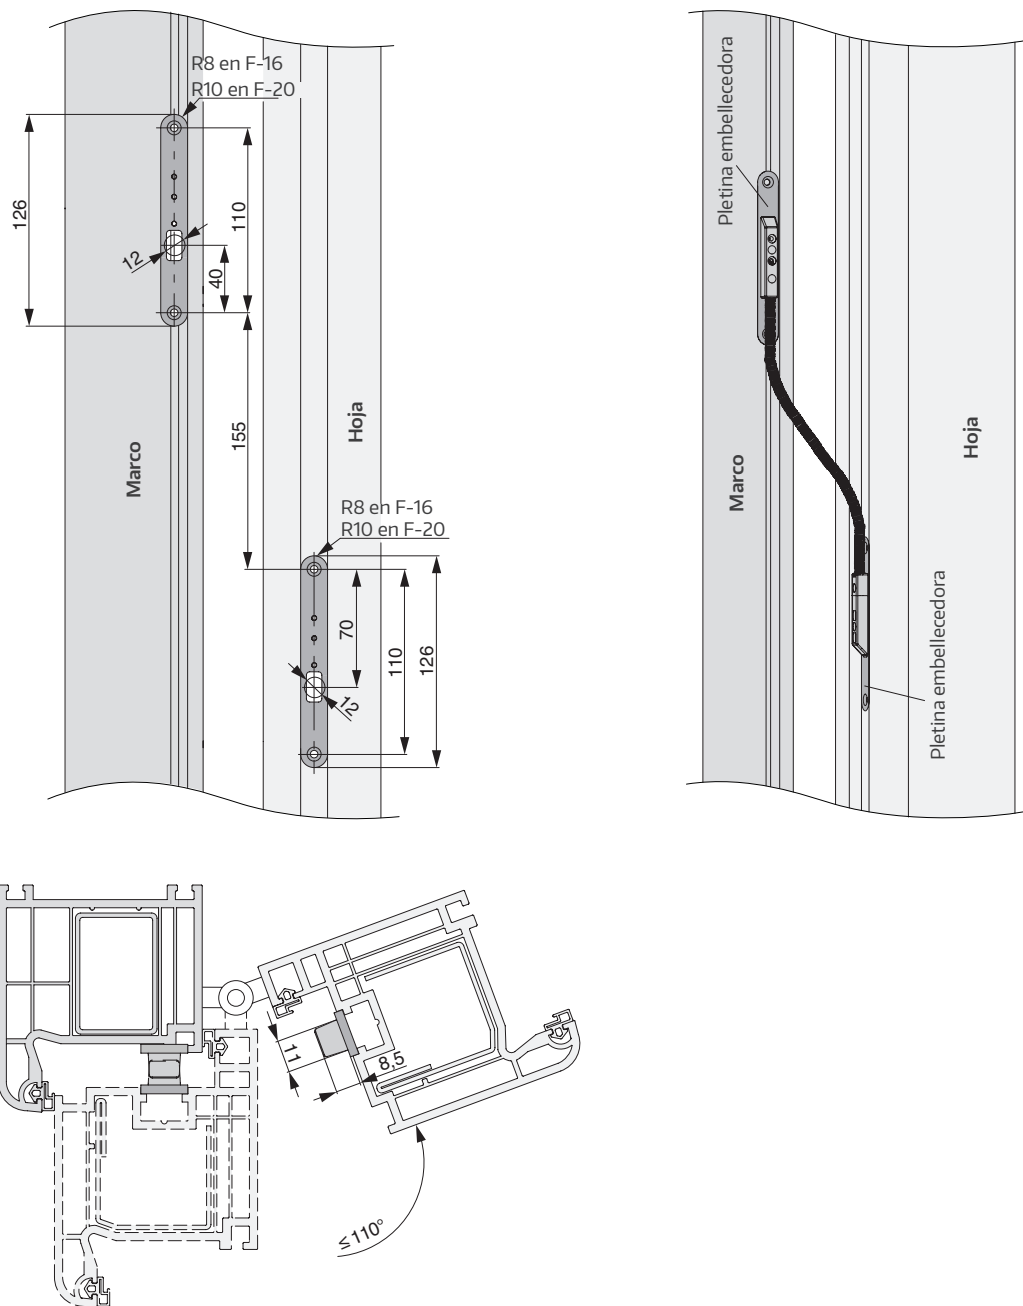 R8 en F-16
R10 en F-20
126
110
12
40
155
Marco
Hoja
R8 en F-16
R10 en F-20
70
110
126
12
Pletina embellecedora
Marco
Hoja
Pletina embellecedora
11
8,5
≤ 110°